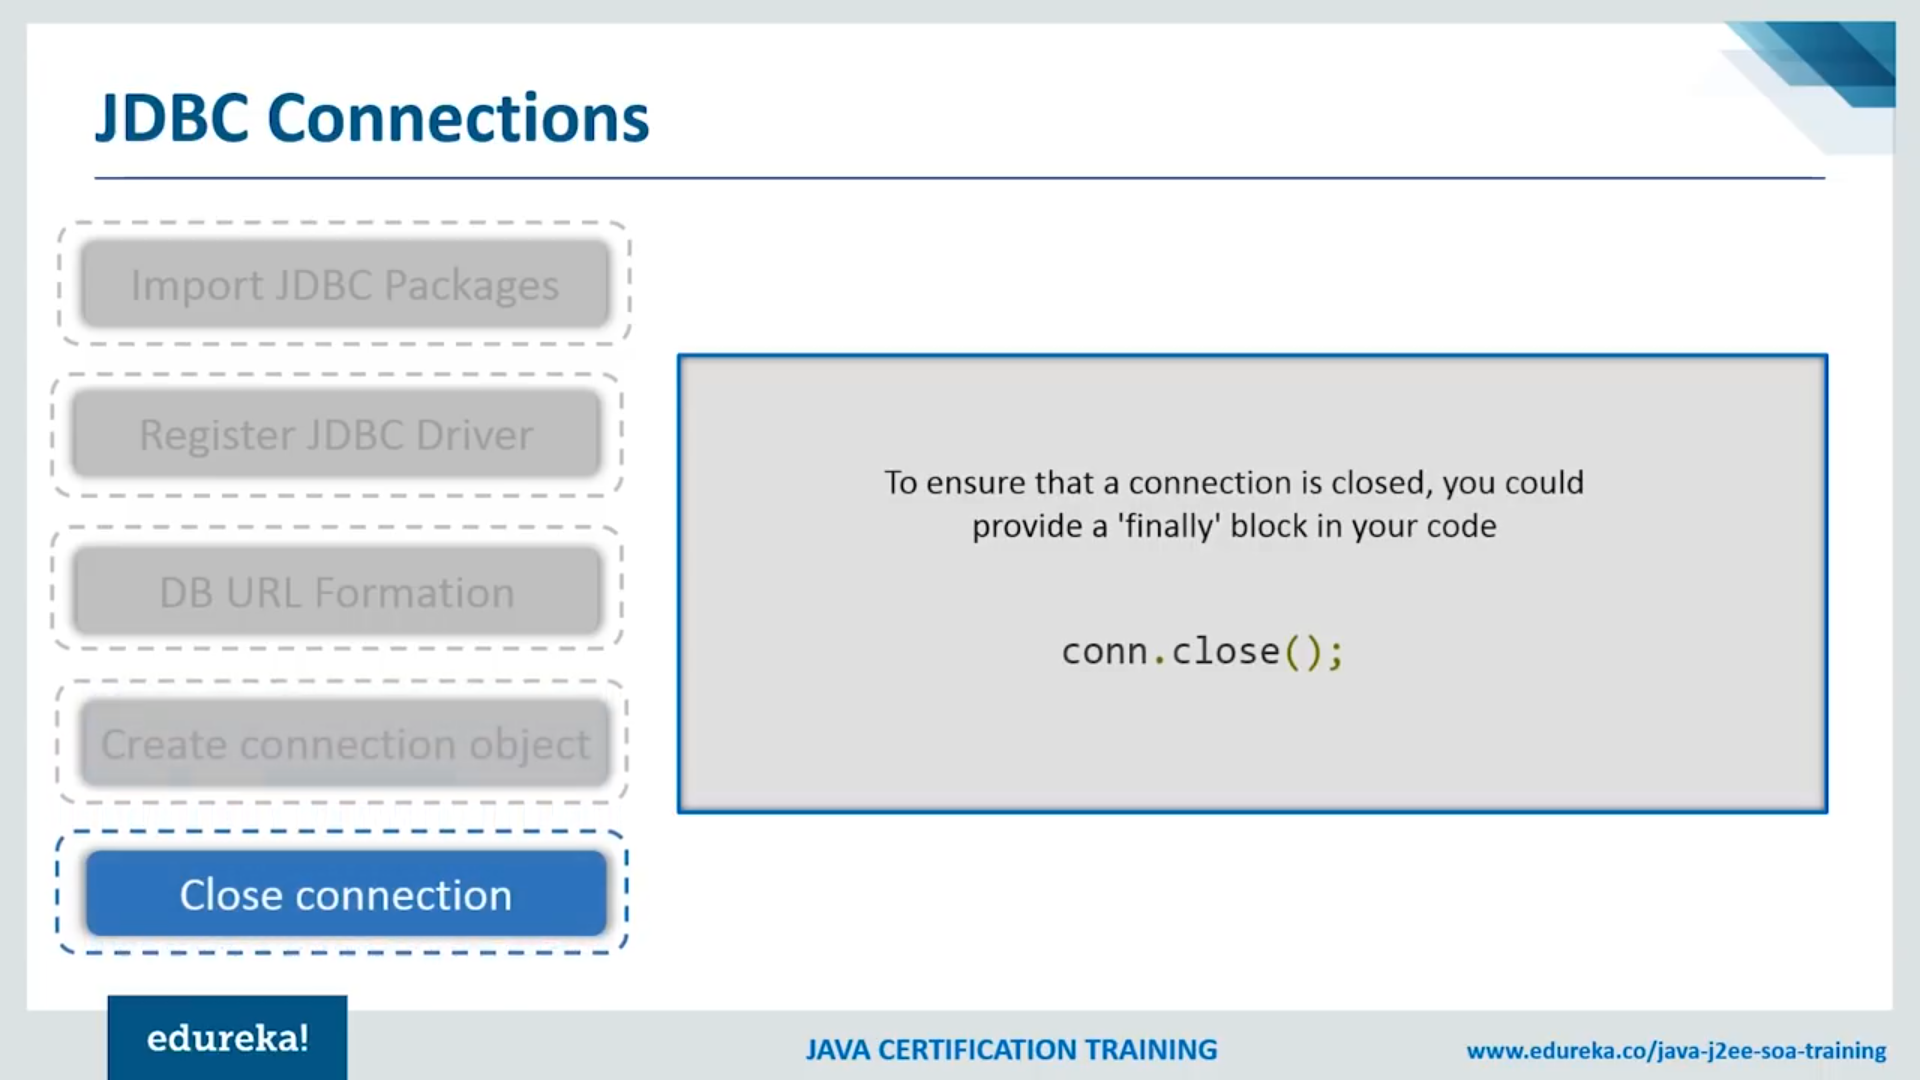 JDBC Connections
Import JDBC Packages
Register JDBC Driver
DB URL Formation
Create connection object
Close connection
To ensure that a connection is closed, you could
provide a 'finally' block in your code
conn.close();
edureka!
JAVA CERTIFICATION TRAINING
www.edureka.co/java-j2ee-soa-training